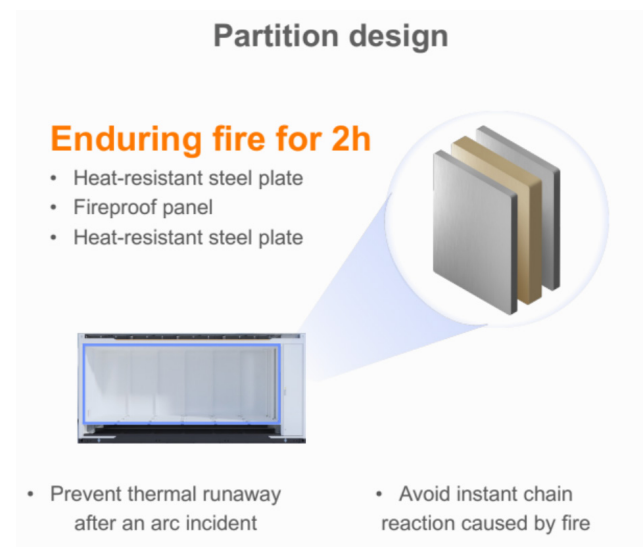 Partition design
Enduring fire for 2h
• Heat-resistant steel plate
• Fireproof panel
• Heat-resistant steel plate
• Prevent thermal runaway
after an arc incident
• Avoid instant chain
reaction caused by fire